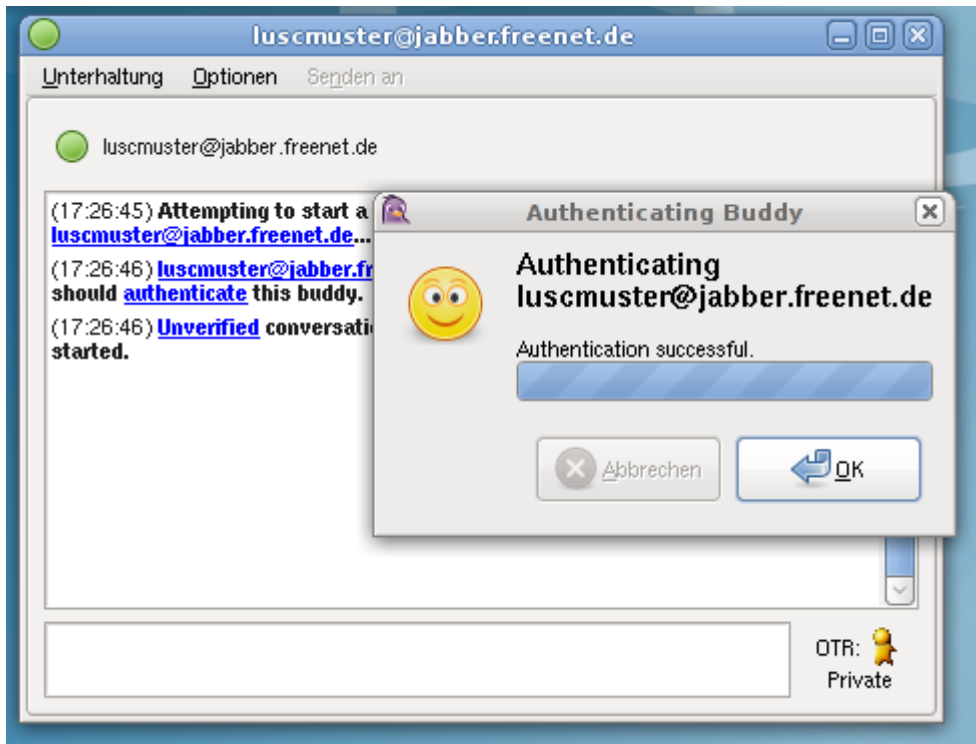 luscmuster@jabber.freenet.de
Unterhaltung Optionen Senden an
luscmuster@jabber.freenet.de
(17:26:45) Attempting to start a
luscmuster@jabber.freenet.de...
(17:26:46) luscmuster@jabber.fr
should authenticate this buddy.
(17:26:46) Unverified conversati
started.
Authenticating Buddy
Authenticating
luscmuster@jabber.freenet.de
Authentication successful.
Abbrechen OK
OTR:
Private